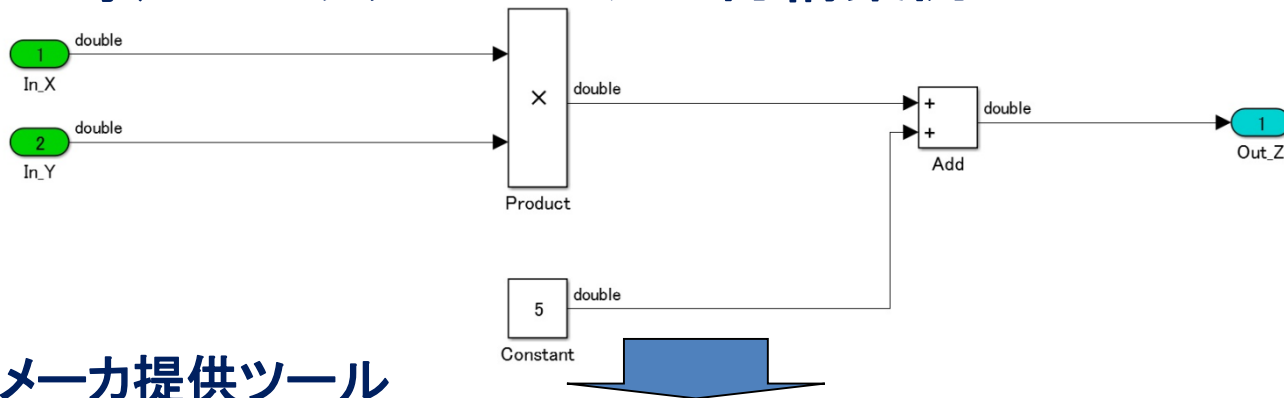 double
1
In_X
double
2
In_Y
×
double
Product
5
double
Constant
+
+
double
Add
1
Out_Z
メーカ提供ツール